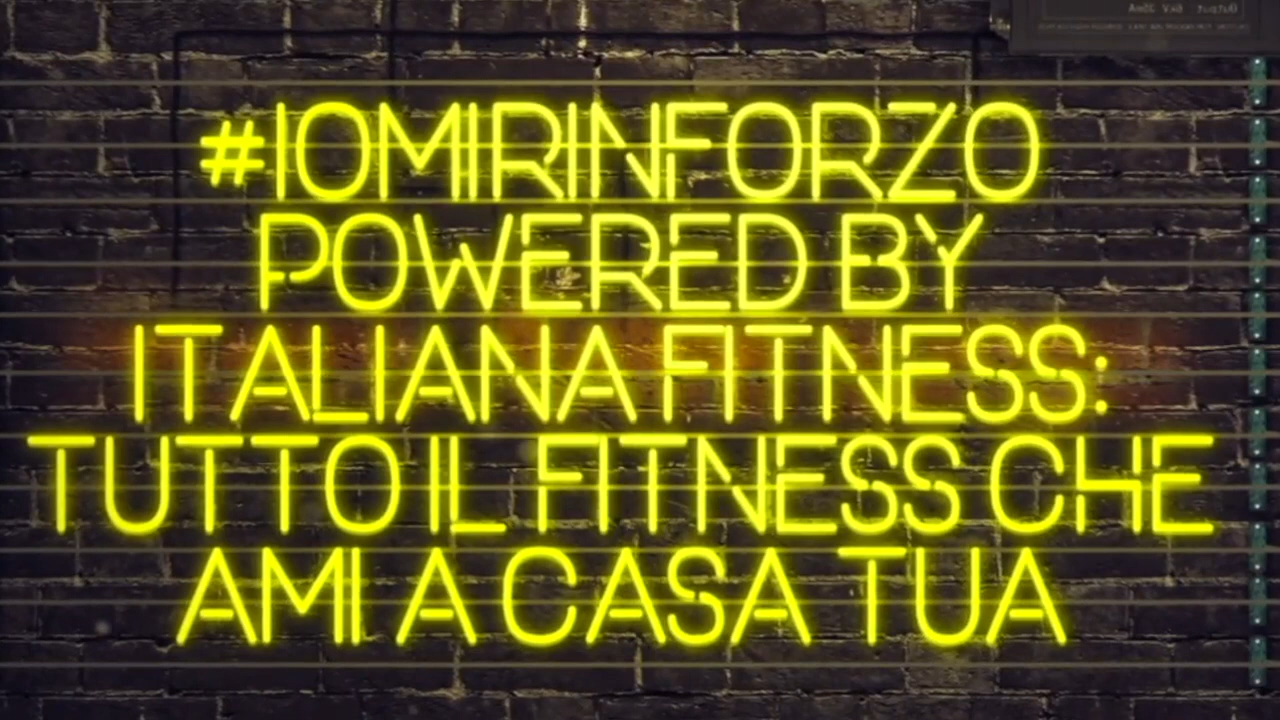 #IOMIRINFORZO
POWERED BY
ITALIANA FITNESS:
TUTTO IL FITNESS CHE
AMI A CASA TUA